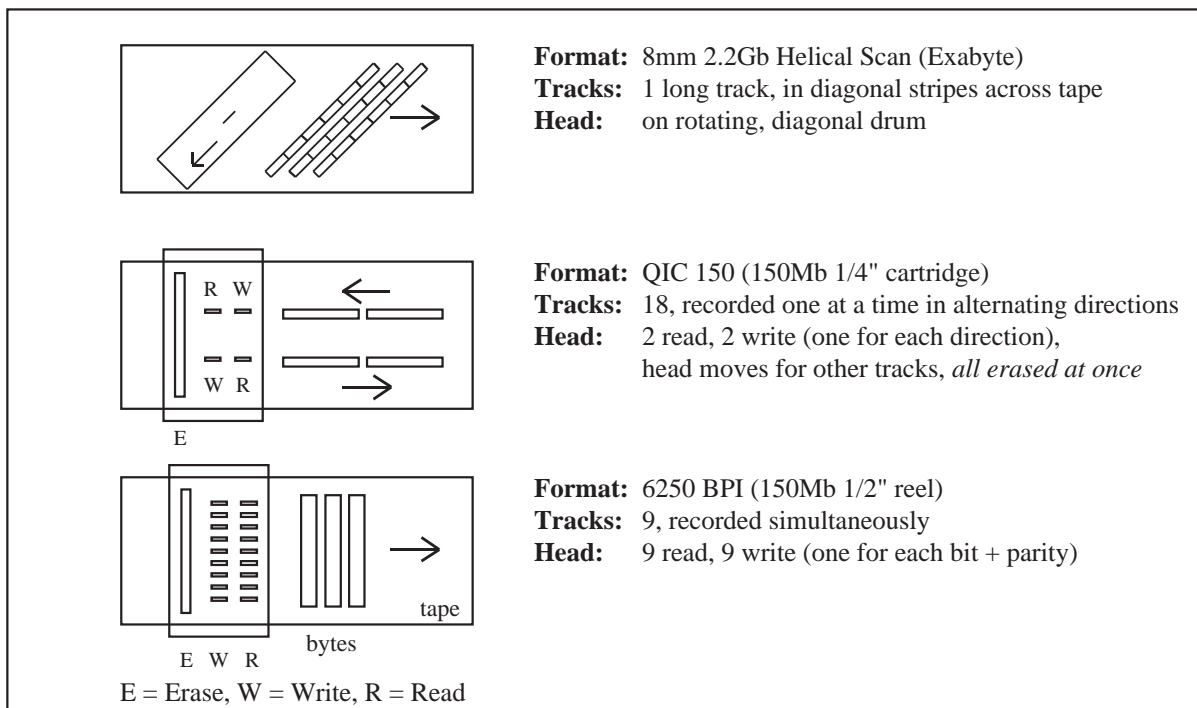 Format: 8mm 2.2Gb Helical Scan (Exabyte)
Tracks: 1 long track, in diagonal stripes across tape
Head: on rotating, diagonal drum
R W
W R
E
Format: QIC 150 (150Mb 1/4" cartridge)
Tracks: 18, recorded one at a time in alternating directions
Head: 2 read, 2 write (one for each direction),
head moves for other tracks, all erased at once
Format: 6250 BPI (150Mb 1/2" reel)
Tracks: 9, recorded simultaneously
Head: 9 read, 9 write (one for each bit + parity)
tape
bytes
E W R
E = Erase, W = Write, R = Read